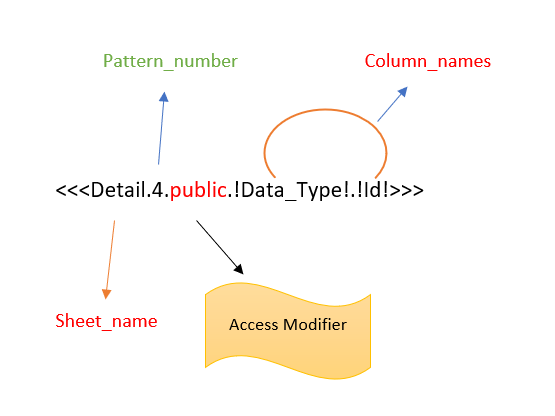 Pattern_number
Column_names
<<<Detail.4.public.!Data_Type!.!Id!>>>
Sheet_name
Access Modifier